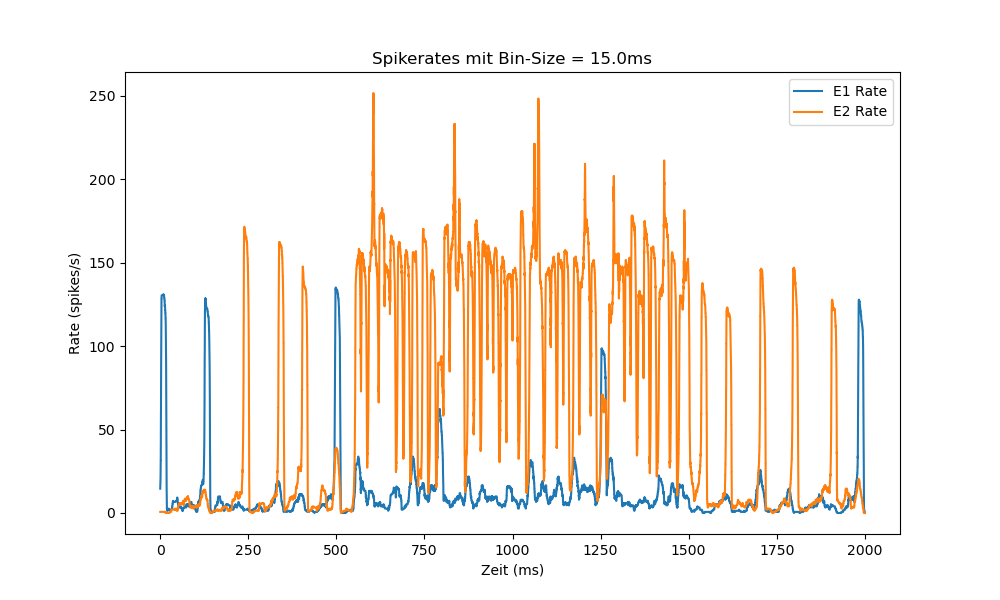 Spikerates mit Bin-Size = 15.0ms
E1 Rate
E2 Rate
Rate (spikes/s)
250
200
150
100
50
0
0 250 500 750 1000 1250 1500 1750 2000
Zeit (ms)